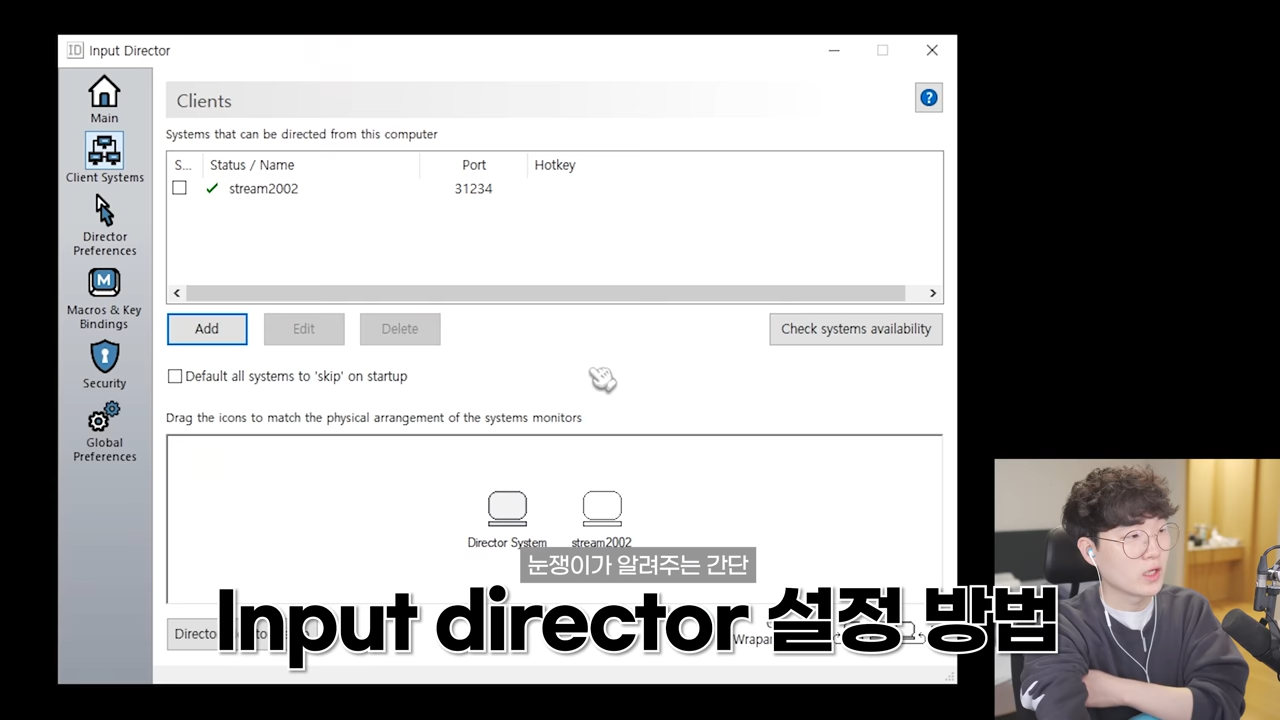 ID Input Director
Main
Client Systems
Director
Preferences
M
Macros & Key
Bindings
Security
Global
Preferences
Clients
?
Systems that can be directed from this computer
S... Status / Name Port Hotkey
stream2002 31234
Add Edit Delete Check systems availability
Default all systems to 'skip' on startup
Drag the icons to match the physical arrangement of the systems monitors
Director System stream2002
눈쟁이가 알려주는 간단
Input director 설정 방법